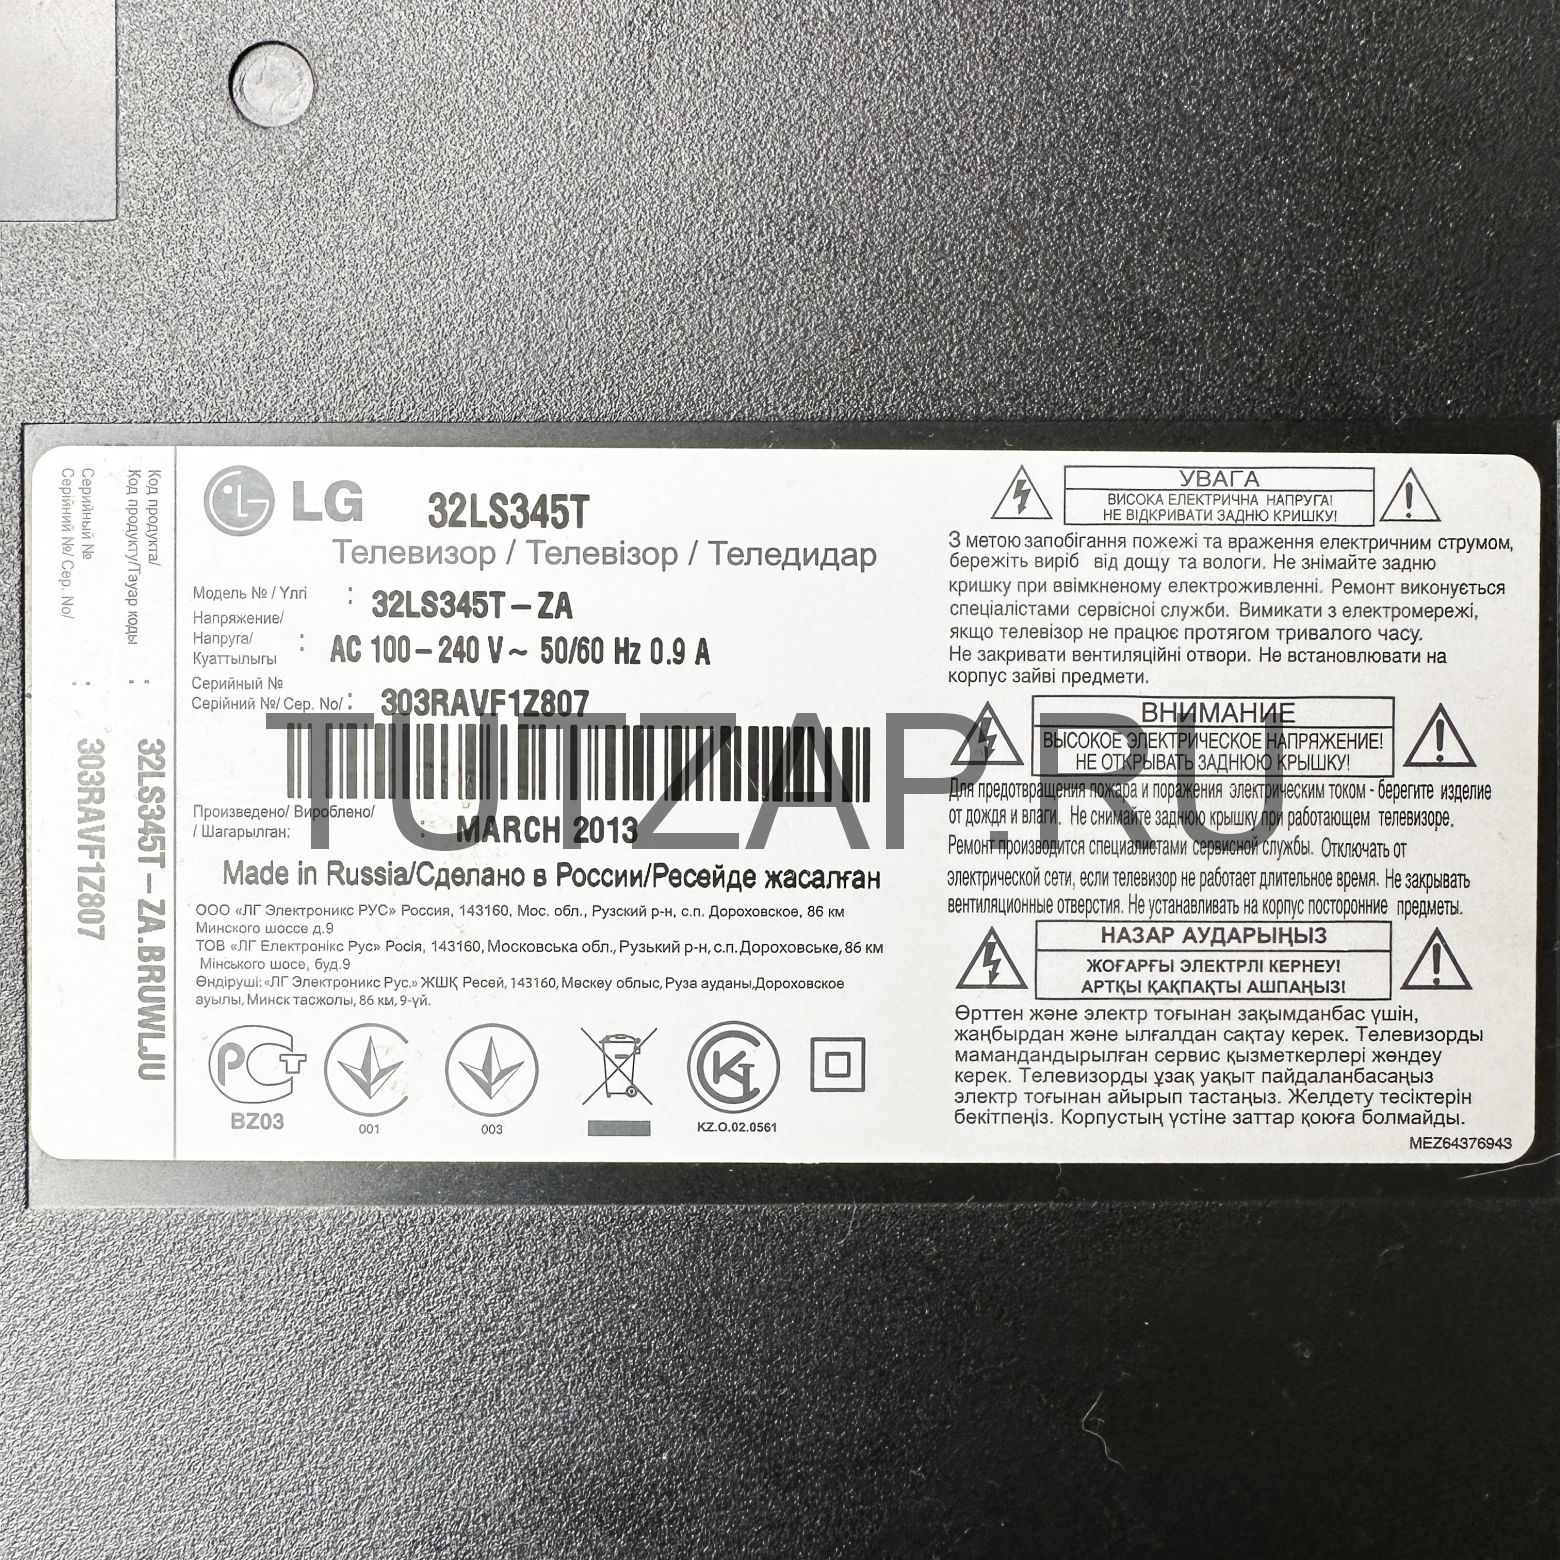 Код продукта/
Код продукту/Тауар коды : 32LS345T-ZA.BRUWLJU
Серийный №
Серійний №/ Сер. No/ : 303RAVF1Z807
LG 32LS345T
Телевизор / Телевізор / Теледидар
Модель № / Үлгі : 32LS345T-ZA
Напряжение/
Напруга/ : AC 100-240 V~ 50/60 Hz 0.9 A
Куаттылыгы
Серийный №
Серійний №/ Сер. No/ : 303RAVF1Z807
Произведено/ Вироблено/
/ Шагарылган: : MARCH 2013
Made in Russia/Сделано в России/Ресейде жасалған
ООО «ЛГ Электроникс РУС» Россия, 143160, Мос. обл., Рузский р-н, с.п. Дороховское, 86 км
Минского шоссе д.9
ТОВ «ЛГ Електронікс Рус» Росія, 143160, Московська обл., Рузький р-н, с.п. Дороховське, 86 км
Мінського шосе, буд.9
Өндіруші:«ЛГ Электроникс Рус.» ЖШҚ Ресей, 143160, Мәскеу облыс, Руза ауданы,Дороховское
ауылы, Минск тасжолы, 86 км, 9-үй.
BZ03
001
003
KZ.O.02.0561
УВАГА
ВИСОКА ЕЛЕКТРИЧНА НАПРУГА!
НЕ ВІДКРИВАТИ ЗАДНЮ КРИШКУ!
З метою запобігання пожежі та враження електричним струмом,
бережіть виріб від дощу та вологи. Не знімайте задню
кришку при ввімкненому електроживленні. Ремонт виконується
спеціалістами сервісної служби. Вимикати з електромережі,
якщо телевізор не працює протягом тривалого часу.
Не закривати вентиляційні отвори. Не встановлювати на
корпус зайві предмети.
ВНИМАНИЕ
ВЫСОКОЕ ЭЛЕКТРИЧЕСКОЕ НАПРЯЖЕНИЕ!
НЕ ОТКРЫВАТЬ ЗАДНЮЮ КРЫШКУ!
Для предотвращения пожара и поражения электрическим током - берегите изделие
от дождя и влаги. Не снимайте заднюю крышку при работающем телевизоре.
Ремонт производится специалистами сервисной службы. Отключать от
электрической сети, если телевизор не работает длительное время. Не закрывать
вентиляционные отверстия. Не устанавливать на корпус посторонние предметы.
НАЗАР АУДАРЫҢЫЗ
ЖОҒАРҒЫ ЭЛЕКТРЛІ КЕРНЕУ!
АРТҚЫ ҚАҚПАҚТЫ АШПАҢЫЗ!
Өрттен және электр тоғынан зақымданбас үшін,
жаңбырдан және ылғалдан сақтау керек. Телевизорды
мамандандырылған сервис қызметкерлері жөндеу
керек. Телевизорды ұзақ уақыт пайдаланбасаңыз
электр тоғынан айырып тастаңыз. Желдету тесіктерін
бекітпеңіз. Корпустың үстіне заттар қоюға болмайды.
MEZ64376943
TUTZAP.RU